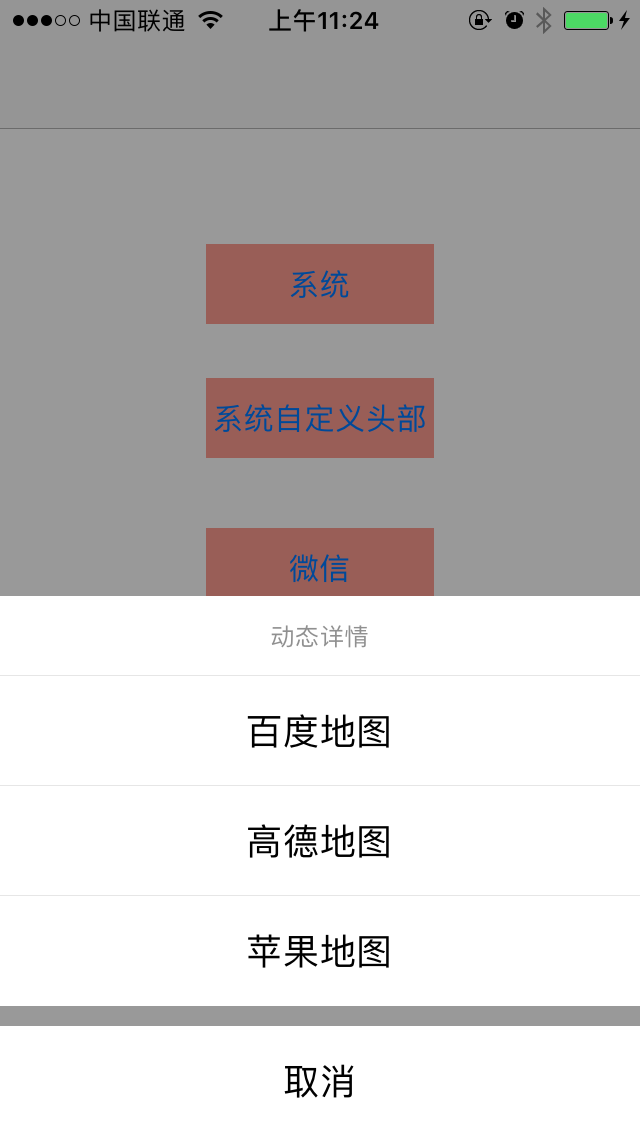 中国联通 上午11:24
系统
系统自定义头部
微信
动态详情
百度地图
高德地图
苹果地图
取消